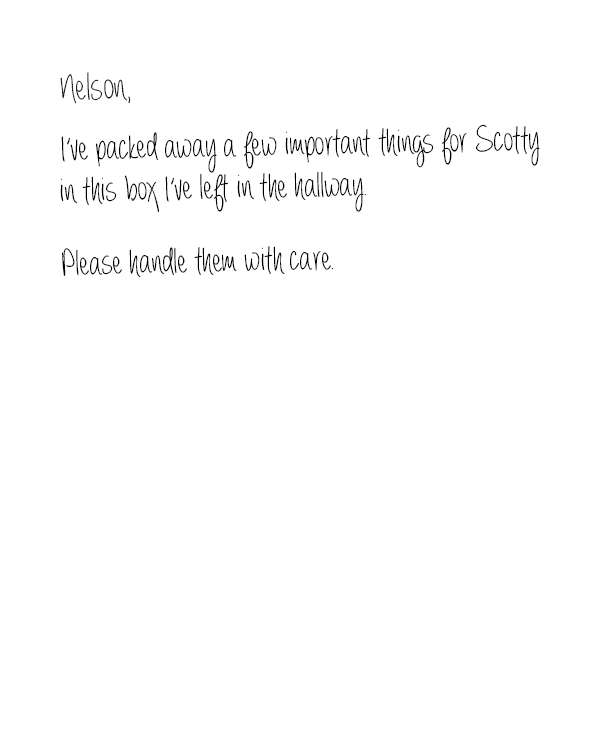 Nelson,
I've packed away a few important things for Scotty
in this box I've left in the hallway.
Please handle them with care.